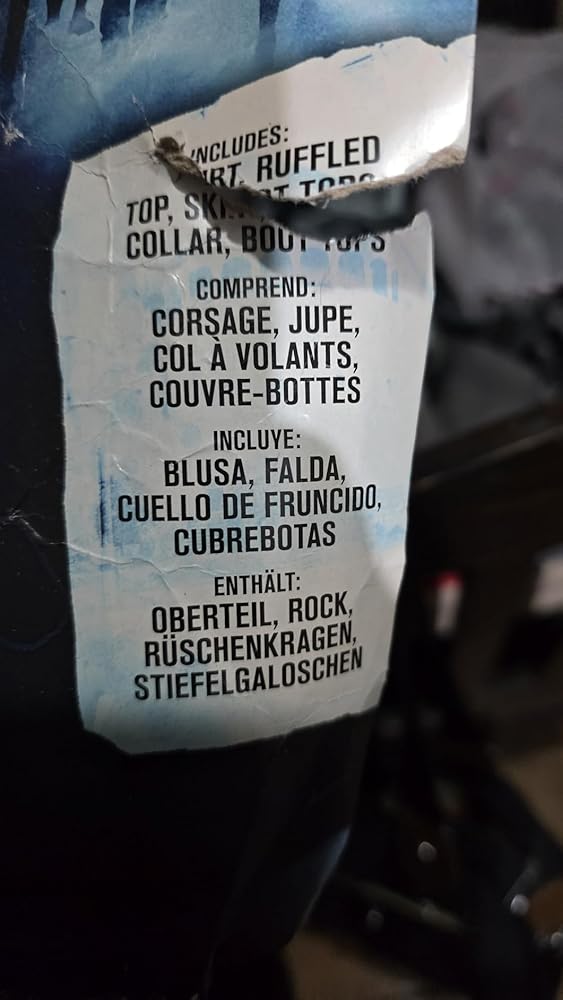 INCLUDES:
RUFFLED
TOP,
COLLAR, BOOT TOPS
COMPREND:
CORSAGE, JUPE,
COL À VOLANTS,
COUVRE-BOTTES
INCLUYE:
BLUSA, FALDA,
CUELLO DE FRUNCIDO,
CUBREBOTAS
ENTHÄLT:
OBERTEIL, ROCK,
RÜSCHENKRAGEN,
STIEFELGALOSCHEN